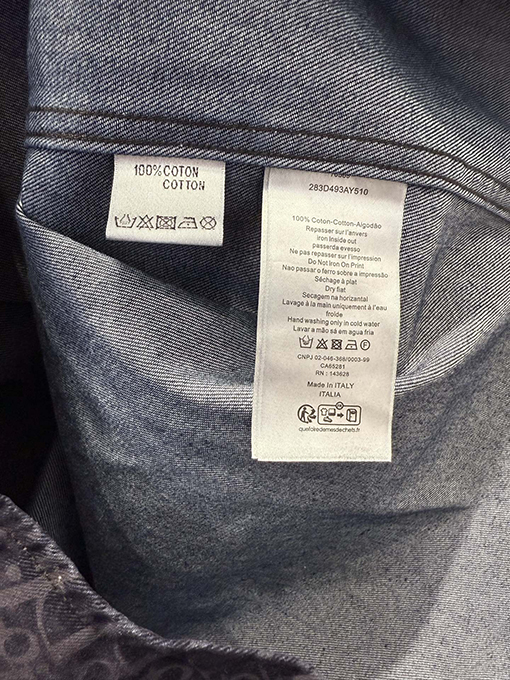 100%COTON
COTTON
283D493AY510
100% Coton-Cotton-Algodão
Repasser sur l'anvers
iron Inside out
passerde evesso
Ne pas repasser sur l'impression
Do Not Iron On Print
Nao passar o ferro sobre a impressão
Séchage à plat
Dry flat
Secagem na horizontal
Lavage à la main uniquement à l'eau
froide
Hand washing only in cold water
Lavar a mão sá em agua fria
CNPJ 02-046-368/0003-99
CA65281
RN : 143628
Made In ITALY
ITALIA
quefairedemesdechets.fr